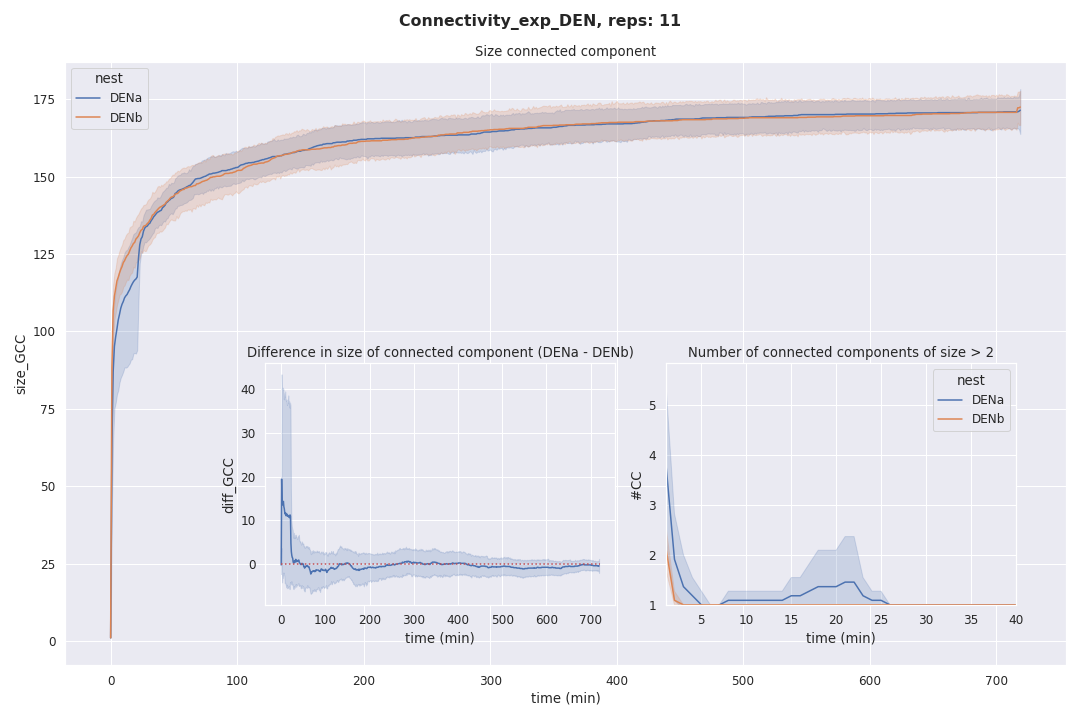 Connectivity_exp_DEN, reps: 11
Size connected component
nest
DENa
DENb
175
150
125
100
75
50
25
0
size_GCC
0 100 200 300 400 500 600 700
time (min)
Difference in size of connected component (DENa - DENb)
40
30
20
10
0
diff_GCC
0 100 200 300 400 500 600 700
time (min)
Number of connected components of size > 2
nest
DENa
DENb
5
4
3
2
1
#CC
5 10 15 20 25 30 35 40
time (min)